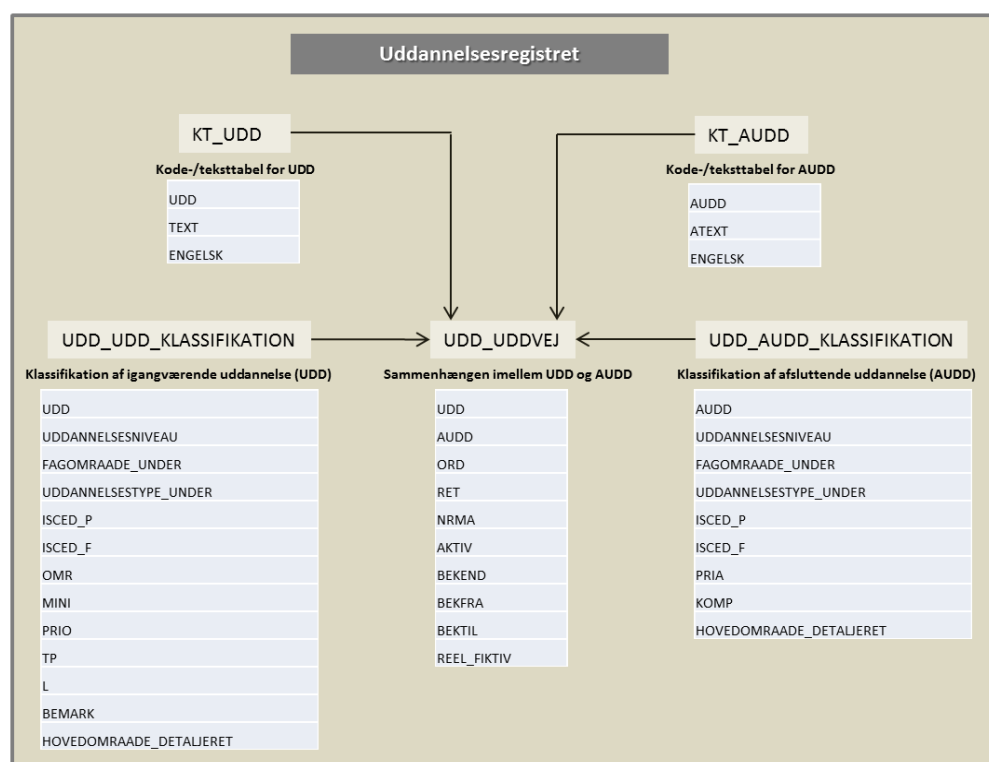 Uddannelsesregistret
KT_UDD
Kode-/teksttabel for UDD
UDD
TEXT
ENGELSK
KT_AUDD
Kode-/teksttabel for AUDD
AUDD
ATEXT
ENGELSK
UDD_UDD_KLASSIFIKATION
Klassifikation af igangværende uddannelse (UDD)
UDD
UDDANNELSESNIVEAU
FAGOMRAADE_UNDER
UDDANNELSESTYPE_UNDER
ISCED_P
ISCED_F
OMR
MINI
PRIO
TP
L
BEMARK
HOVEDOMRAADE_DETALJERET
UDD_UDDVEJ
Sammenhængen imellem UDD og AUDD
UDD
AUDD
ORD
RET
NRMA
AKTIV
BEKEND
BEKFRA
BEKTIL
REEL_FIKTIV
UDD_AUDD_KLASSIFIKATION
Klassifikation af afsluttende uddannelse (AUDD)
AUDD
UDDANNELSESNIVEAU
FAGOMRAADE_UNDER
UDDANNELSESTYPE_UNDER
ISCED_P
ISCED_F
PRIA
KOMP
HOVEDOMRAADE_DETALJERET